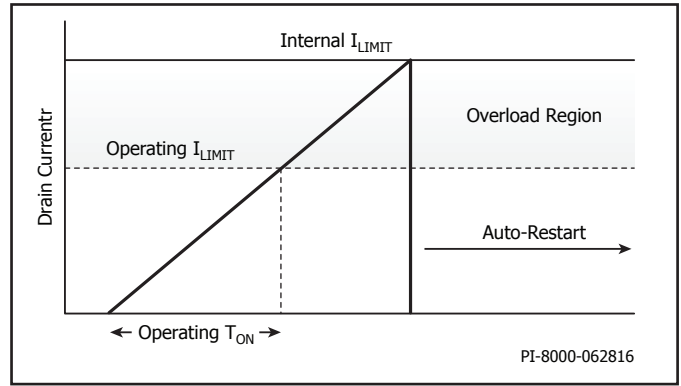 Internal ILIMIT
Overload Region
Operating ILIMIT
Drain Currentr
Auto-Restart
Operating TON
PI-8000-062816